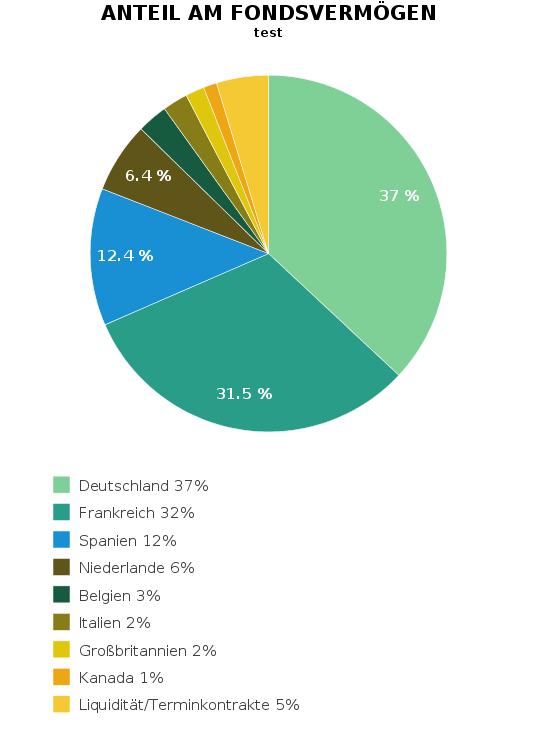 ANTEIL AM FONDSVERMÖGEN
test
37 %
6.4 %
12.4 %
31.5 %
Deutschland 37%
Frankreich 32%
Spanien 12%
Niederlande 6%
Belgien 3%
Italien 2%
Großbritannien 2%
Kanada 1%
Liquidität/Terminkontrakte 5%